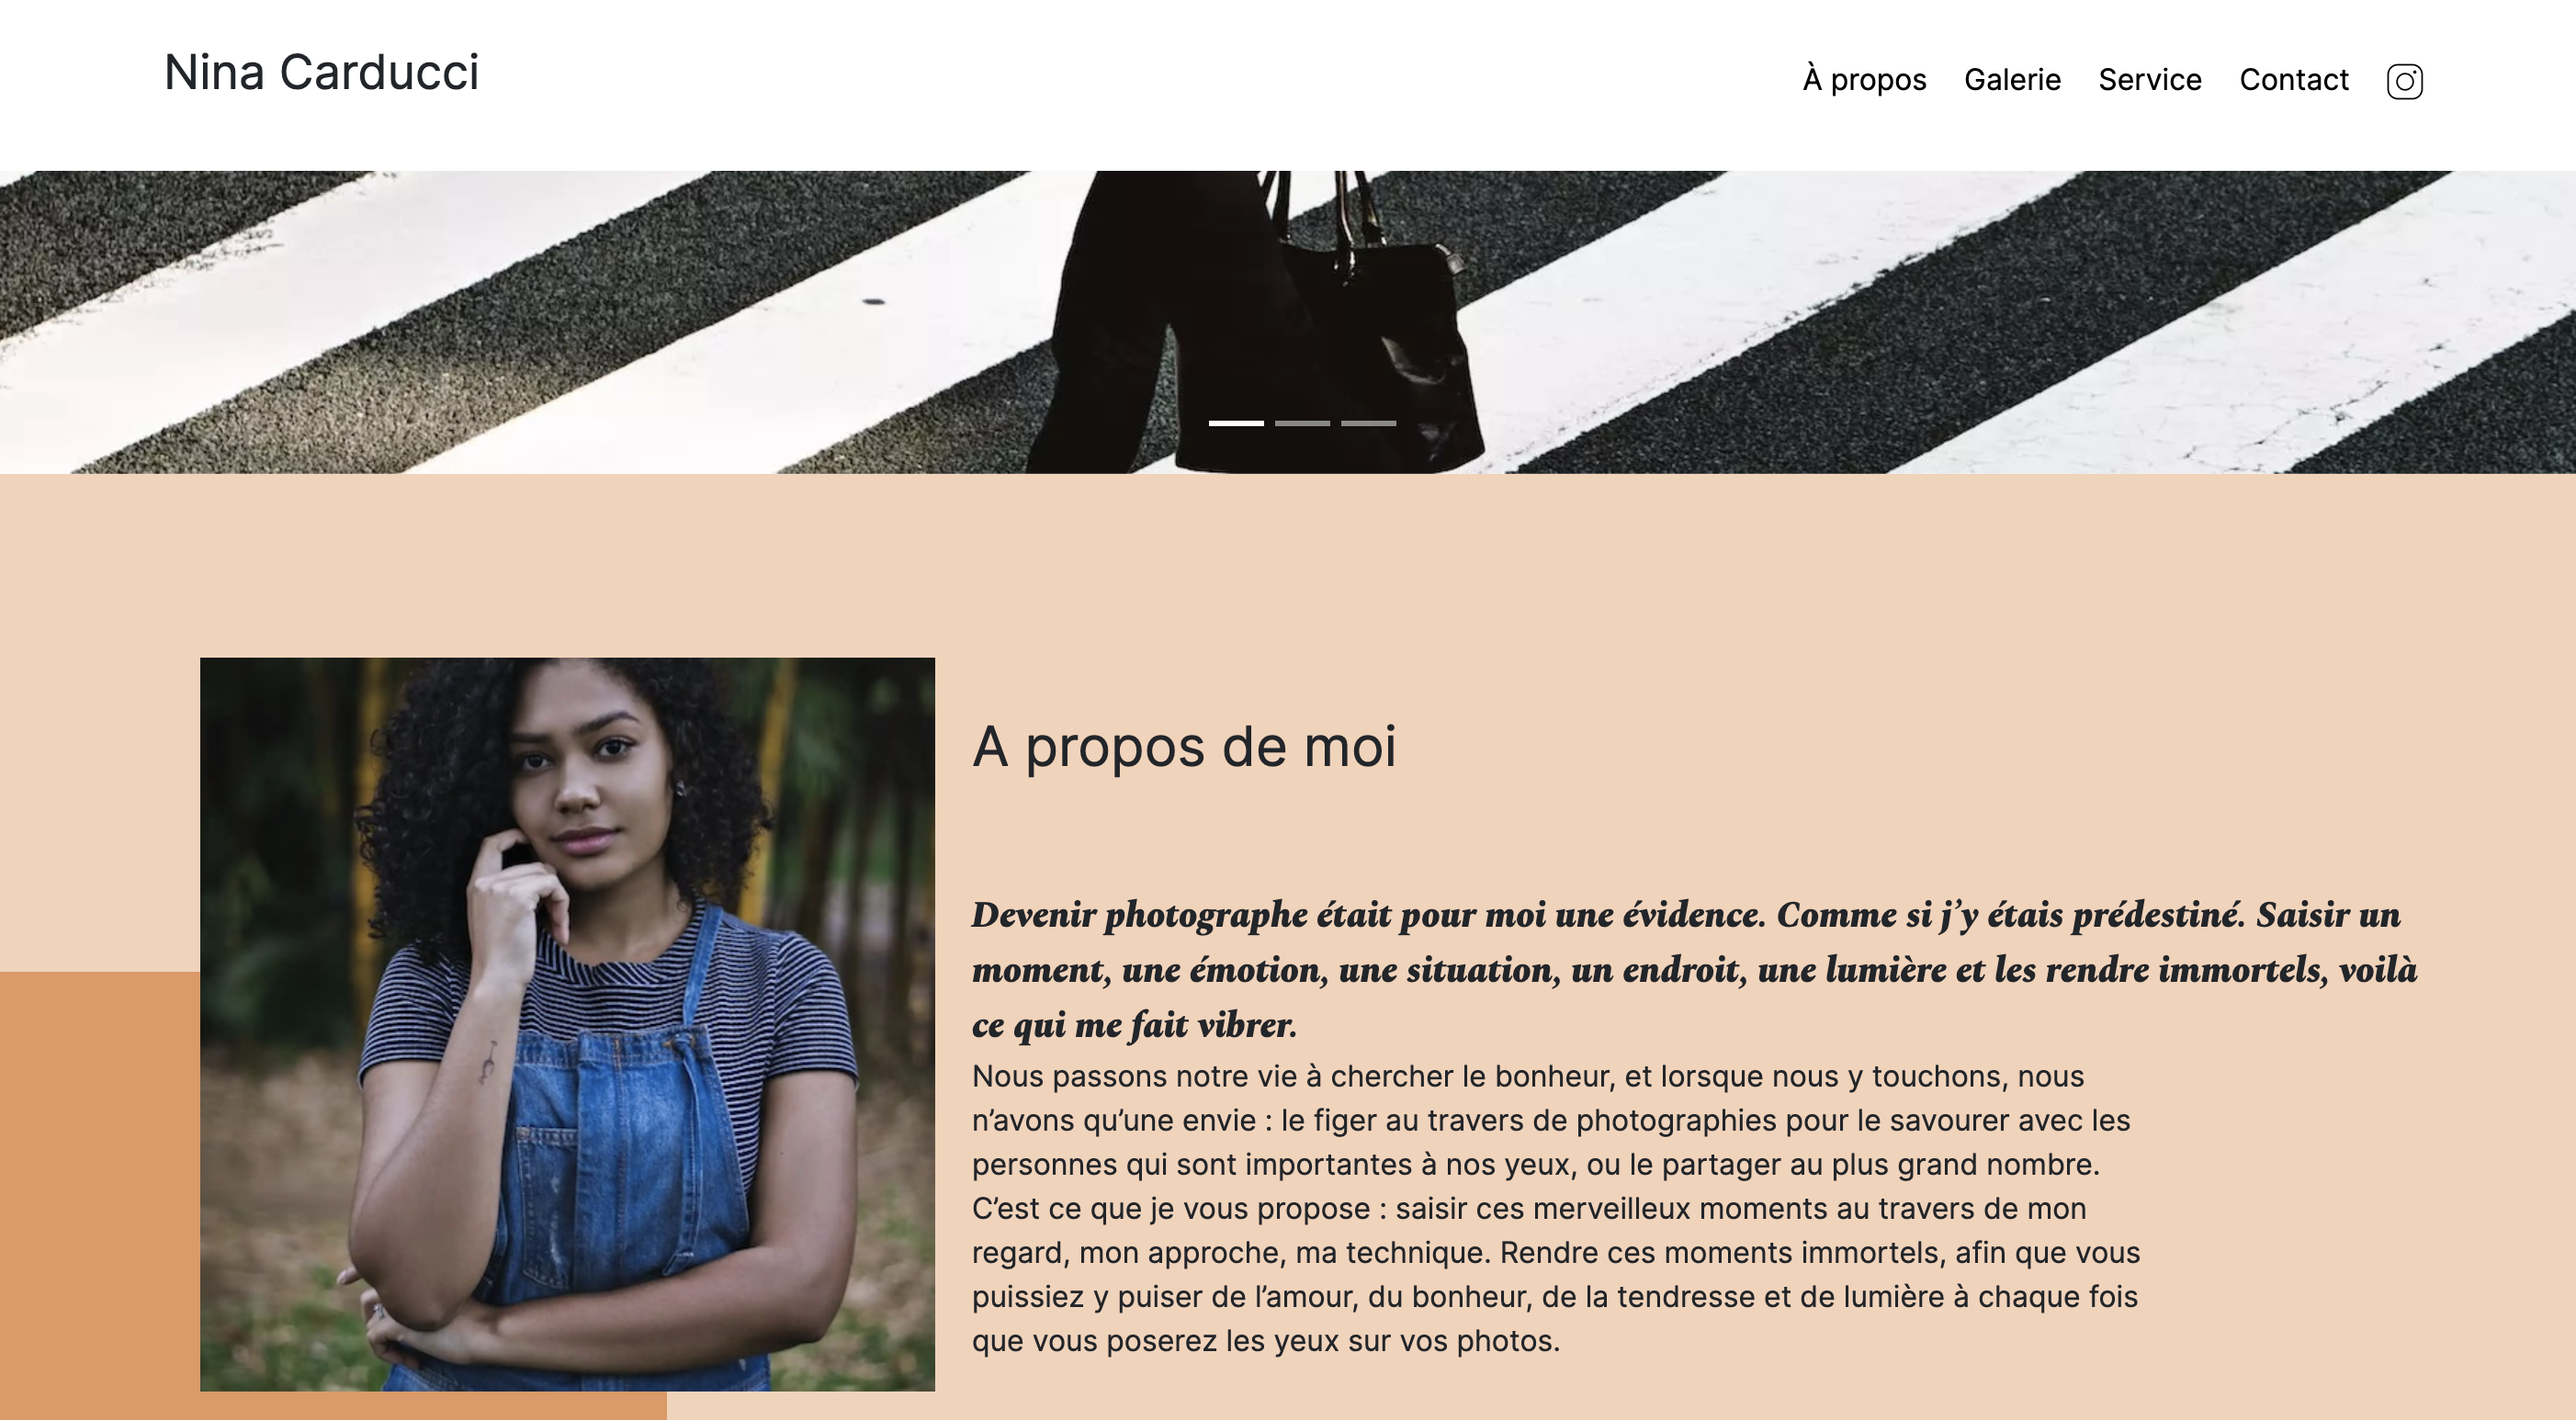 Nina Carducci
À propos Galerie Service Contact
A propos de moi
Devenir photographe était pour moi une évidence. Comme si j’y étais prédestiné. Saisir un
moment, une émotion, une situation, un endroit, une lumière et les rendre immortels, voilà
ce qui me fait vibrer.
Nous passons notre vie à chercher le bonheur, et lorsque nous y touchons, nous
n’avons qu’une envie : le figer au travers de photographies pour le savourer avec les
personnes qui sont importantes à nos yeux, ou le partager au plus grand nombre.
C’est ce que je vous propose : saisir ces merveilleux moments au travers de mon
regard, mon approche, ma technique. Rendre ces moments immortels, afin que vous
puissiez y puiser de l’amour, du bonheur, de la tendresse et de lumière à chaque fois
que vous poserez les yeux sur vos photos.